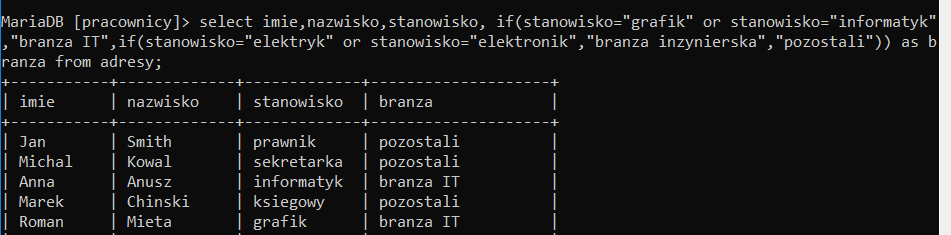 MariaDB [pracownicy]> select imie,nazwisko,stanowisko, if(stanowisko="grafik" or stanowisko="informatyk"
,"branza IT",if(stanowisko="elektryk" or stanowisko="elektronik","branza inzynierska","pozostali")) as b
ranza from adresy;
+-----------+-------------+-------------+--------------------+
| imie      | nazwisko    | stanowisko  | branza             |
+-----------+-------------+-------------+--------------------+
| Jan       | Smith       | prawnik     | pozostali          |
| Michal    | Kowal       | sekretarka  | pozostali          |
| Anna      | Anusz       | informatyk  | branza IT          |
| Marek     | Chinski     | ksiegowy    | pozostali          |
| Roman     | Mieta       | grafik      | branza IT          |